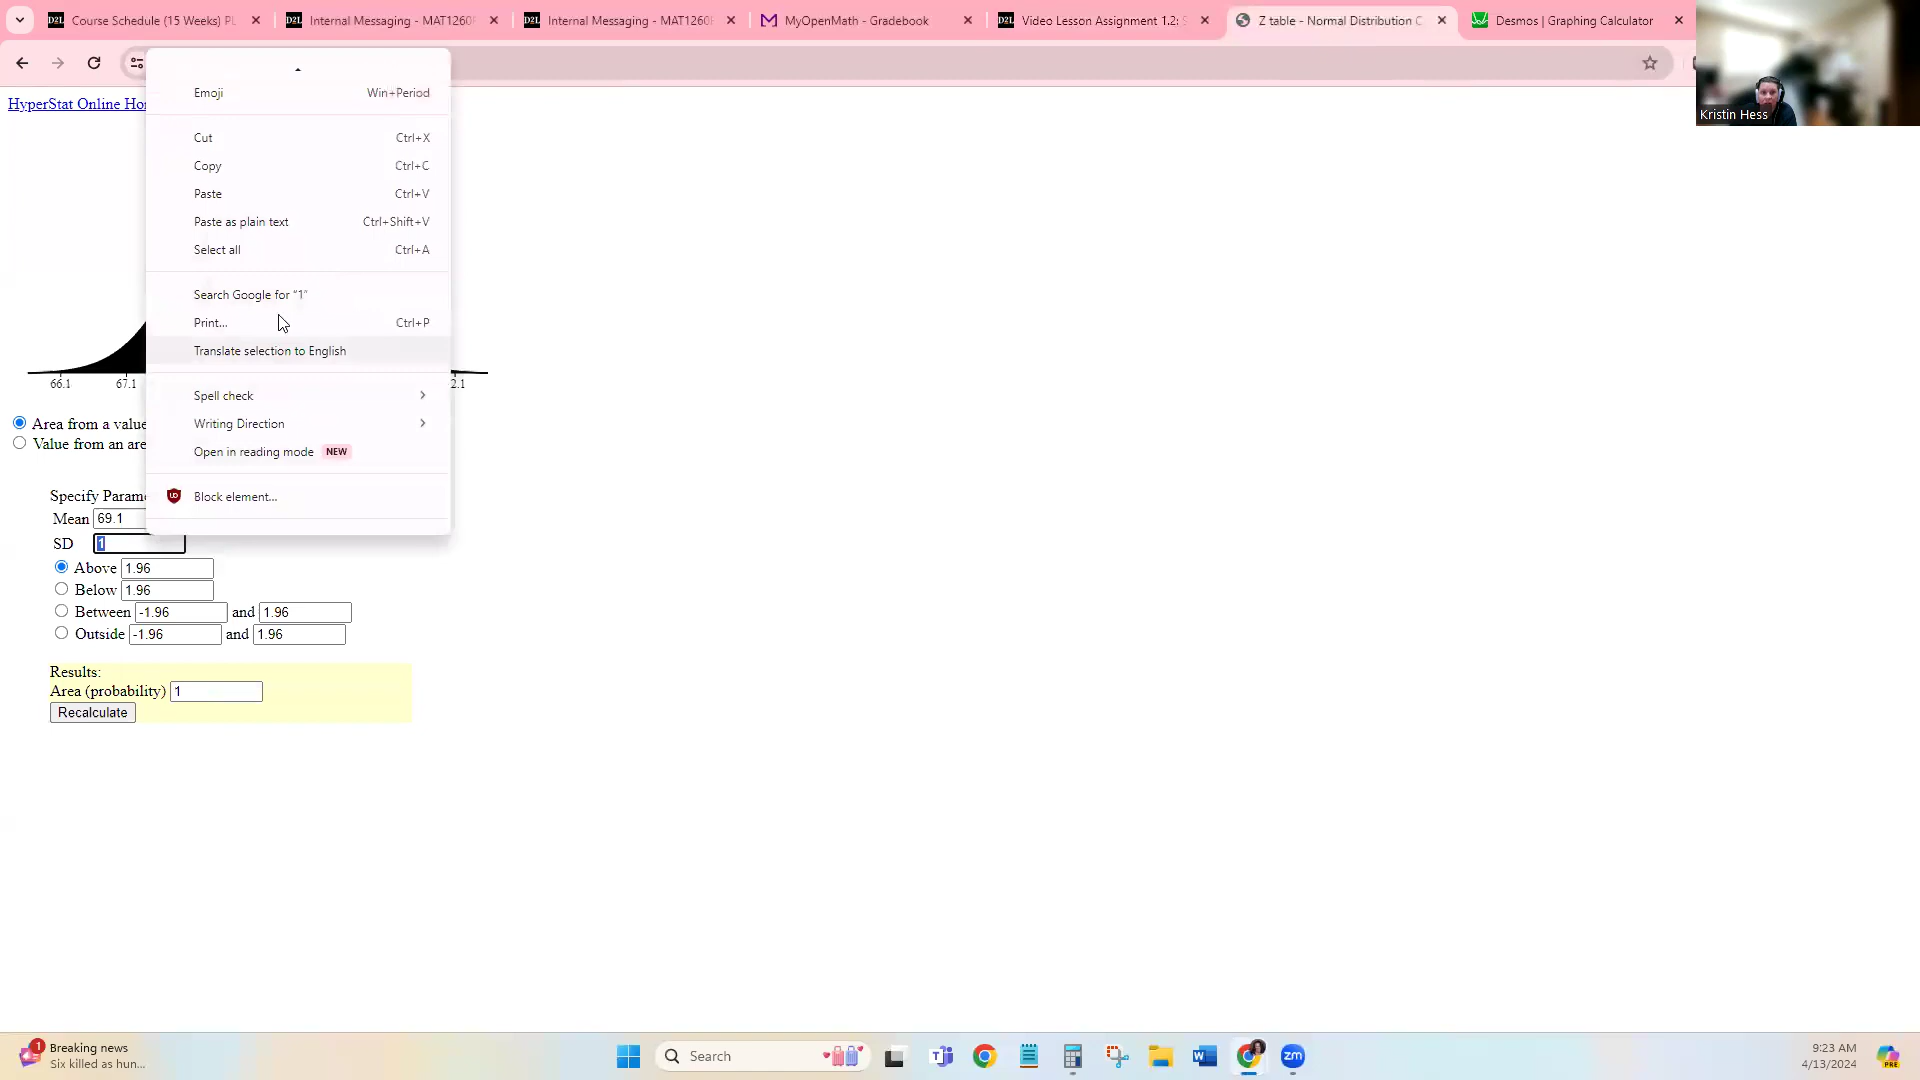 Course Schedule (15 Weeks) PL
Internal Messaging - MAT1260F
Internal Messaging - MAT1260F
MyOpenMath - Gradebook
Video Lesson Assignment 1.2: S
Z table - Normal Distribution C
Desmos | Graphing Calculator
Kristin Hess
HyperStat Online Ho
Emoji Win+Period
Cut Ctrl+X
Copy Ctrl+C
Paste Ctrl+V
Paste as plain text Ctrl+Shift+V
Select all Ctrl+A
Search Google for “1”
Print... Ctrl+P
Translate selection to English
Spell check
Writing Direction
Open in reading mode NEW
Block element...
66.1 67.1 2.1
Area from a value
Value from an are
Specify Parame
Mean 69.1
SD 1
Above 1.96
Below 1.96
Between -1.96 and 1.96
Outside -1.96 and 1.96
Results:
Area (probability) 1
Recalculate
1
Breaking news
Six killed as hun...
Search
9:23 AM
4/13/2024